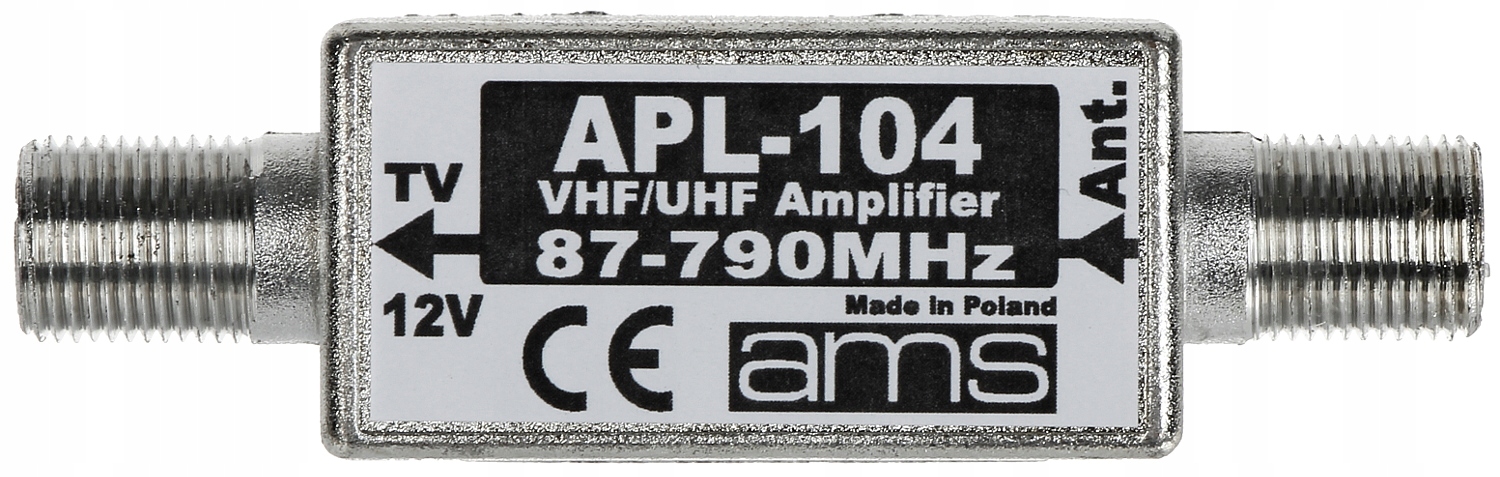 APL-104
VHF/UHF Amplifier
87-790MHz
TV
12V
Ant.
Made in Poland
CE
ams